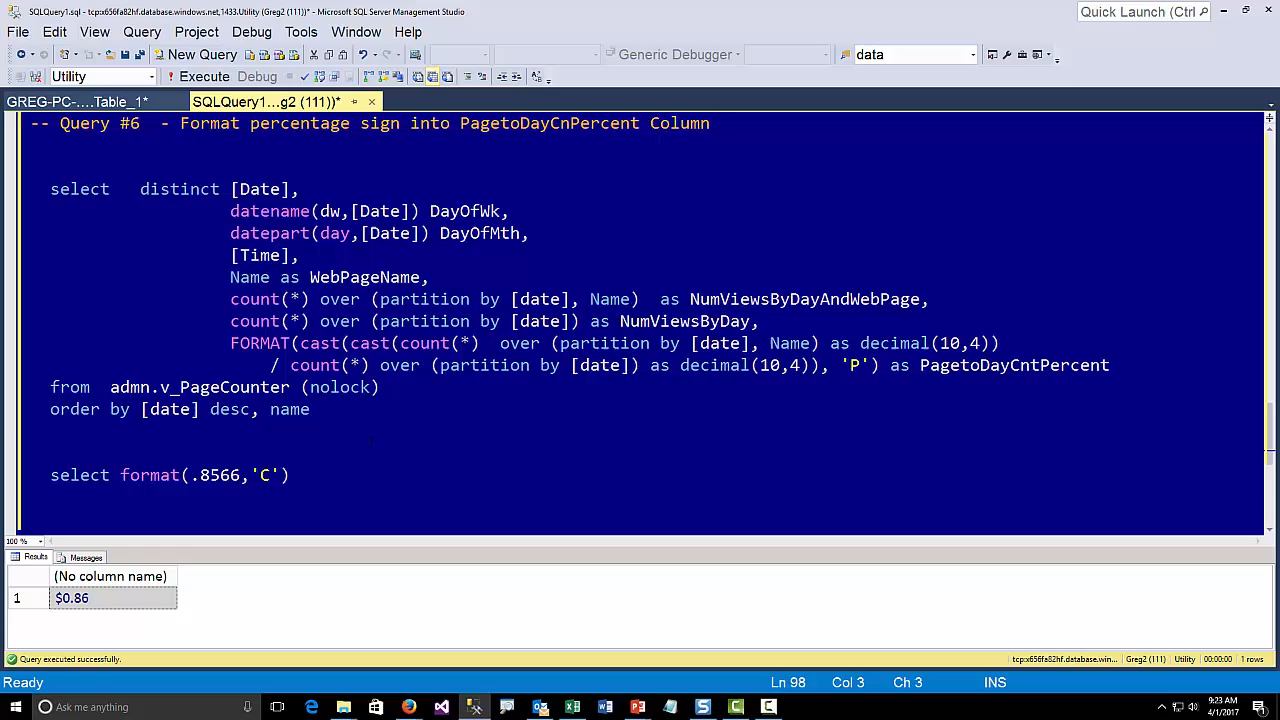 SQLQuery1.sql - tcp:x656fa82hf.database.windows.net,1433.Utility (Greg2 (111))* - Microsoft SQL Server Management Studio
Quick Launch (Ctrl
File Edit View Query Project Debug Tools Window Help
New Query
Generic Debugger
data
Utility
Execute Debug
GREG-PC-....Table_1*
SQLQuery1...g2 (111))*
-- Query #6 - Format percentage sign into PagetoDayCnPercent Column
select distinct [Date],
datename(dw,[Date]) DayOfWk,
datepart(day,[Date]) DayOfMth,
[Time],
Name as WebPageName,
count(*) over (partition by [date], Name) as NumViewsByDayAndWebPage,
count(*) over (partition by [date]) as NumViewsByDay,
FORMAT(cast(cast(count(*) over (partition by [date], Name) as decimal(10,4))
/ count(*) over (partition by [date]) as decimal(10,4)), 'P') as PagetoDayCntPercent
from admn.v_PageCounter (nolock)
order by [date] desc, name
select format(.8566,'C')
100 %
Results Messages
(No column name)
1 $0.86
Query executed successfully.
tcp:x656fa82hf.database.win... Greg2 (111) Utility 00:00:00 1 rows
Ready
Ln 98 Col 3 Ch 3 INS
Ask me anything
9:23 AM
4/1/2017